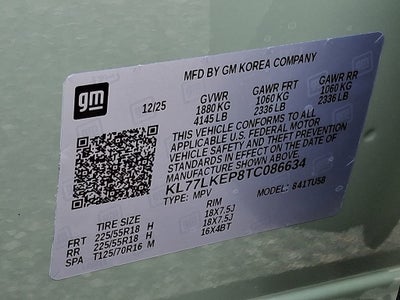 gm
MFD BY GM KOREA COMPANY
12/25 GVWR GAWR FRT GAWR RR
1880 KG 1060 KG 1060 KG
4145 LB 2336 LB 2336 LB
THIS VEHICLE CONFORMS TO ALL
APPLICABLE U.S. FEDERAL MOTOR
VEHICLE SAFETY AND THEFT PREVENTION
STANDARDS IN EFFECT ON THE DATE OF
MANUFACTURE SHOWN ABOVE.
KL77LKEP8TC086634
TYPE: MPV MODEL: 841TU58
TIRE SIZE RIM
FRT 225/55R18 H 18X7.5J
RR 225/55R18 H 18X7.5J
SPA T125/70R16 M 16X4BT